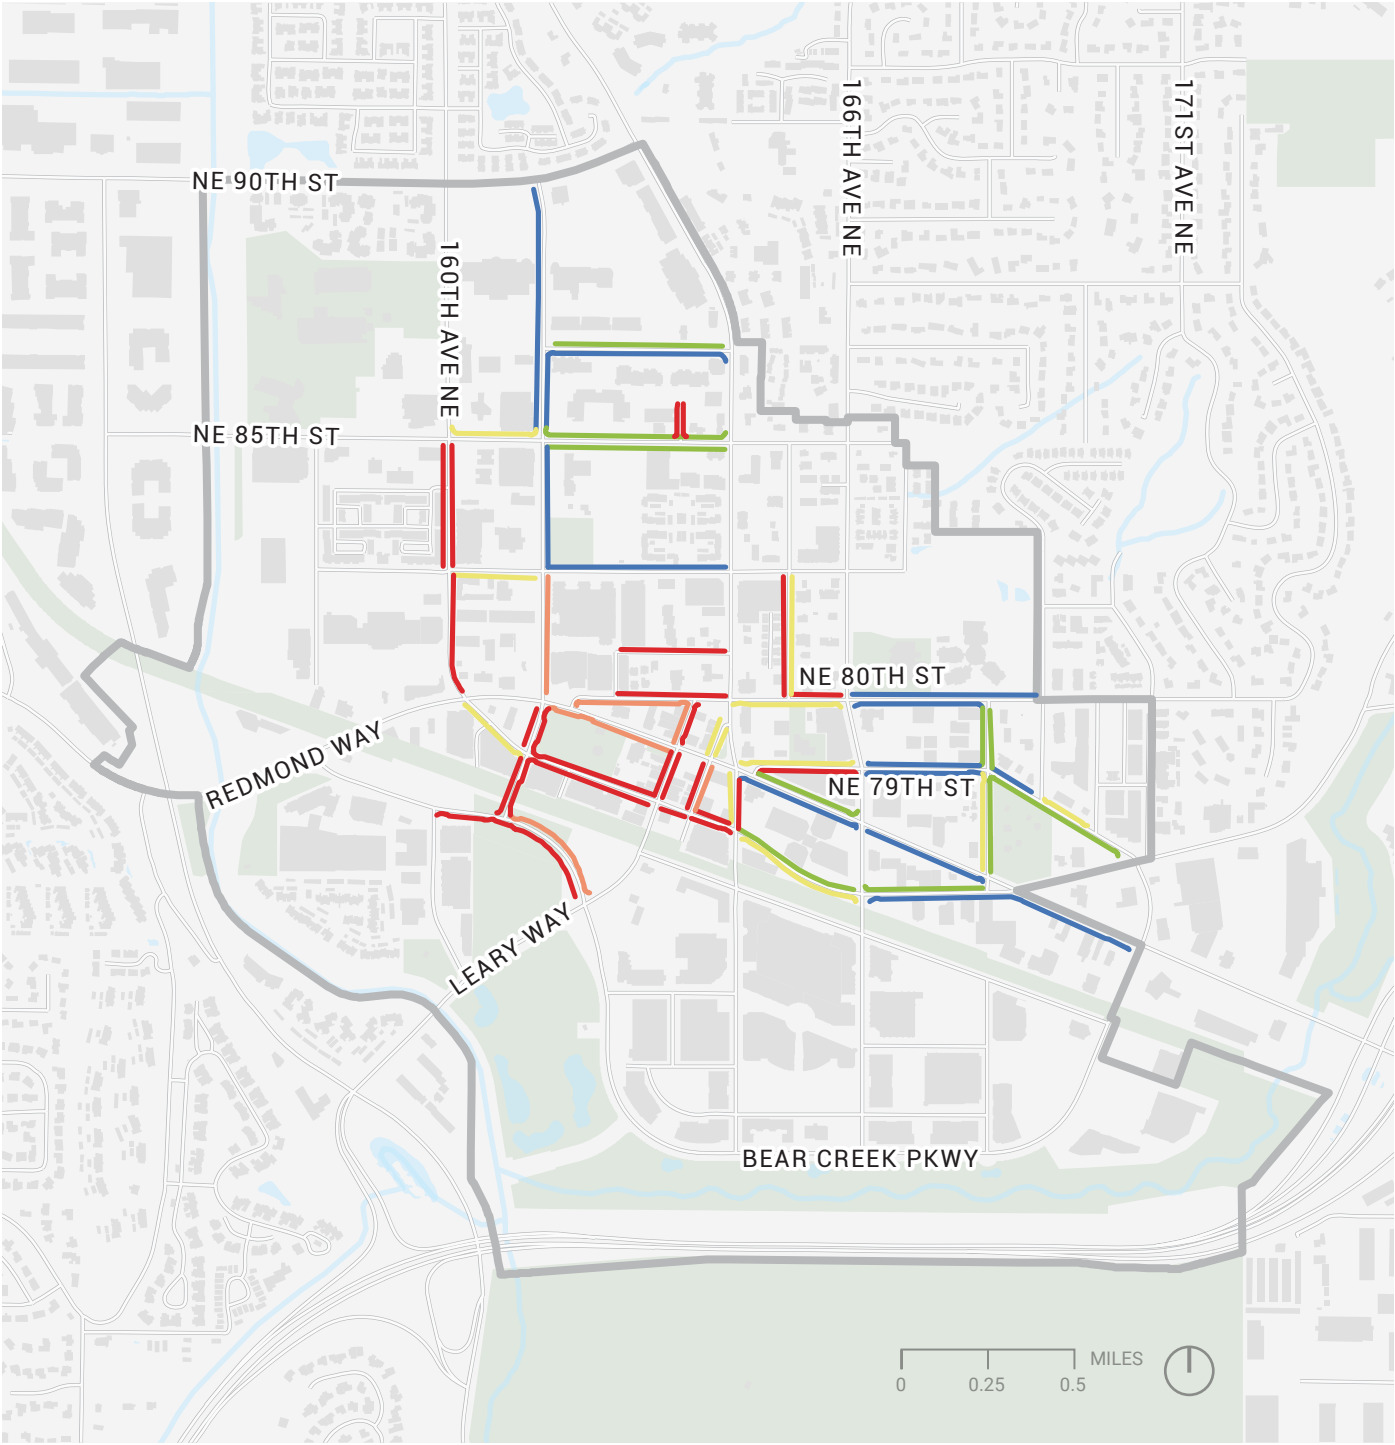 166TH AVE NE
171ST AVE NE
NE 90TH ST
160TH AVE NE
NE 85TH ST
NE 80TH ST
REDMOND WAY
NE 79TH ST
LEARY WAY
BEAR CREEK PKWY
MILES
0 0.25 0.5